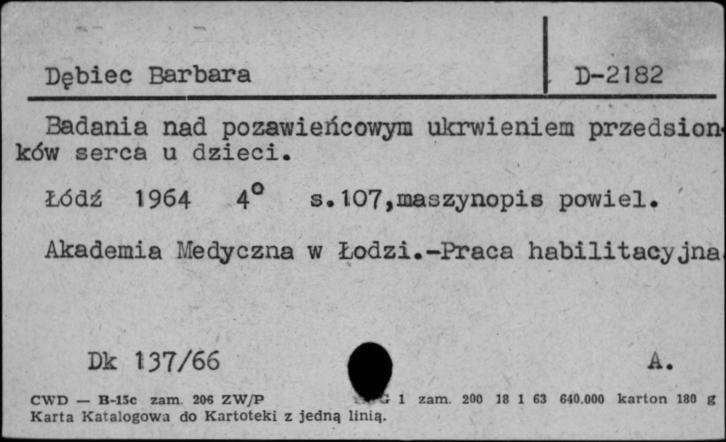 Dębiec Barbara D-2182
Badania nad pozawieńcowym ukrwieniem przedsion-
ków serca u dzieci.
Łódź 1964 4° s.107,maszynopis powiel.
Akademia Medyczna w Łodzi.-Praca habilitacyjna.
Dk 137/66 A.
CWD — B-15c zam. 206 ZW/P G 1 zam. 200 18 1 63 640.000 karton 180 g
Karta Katalogowa do Kartoteki z jedną linią.